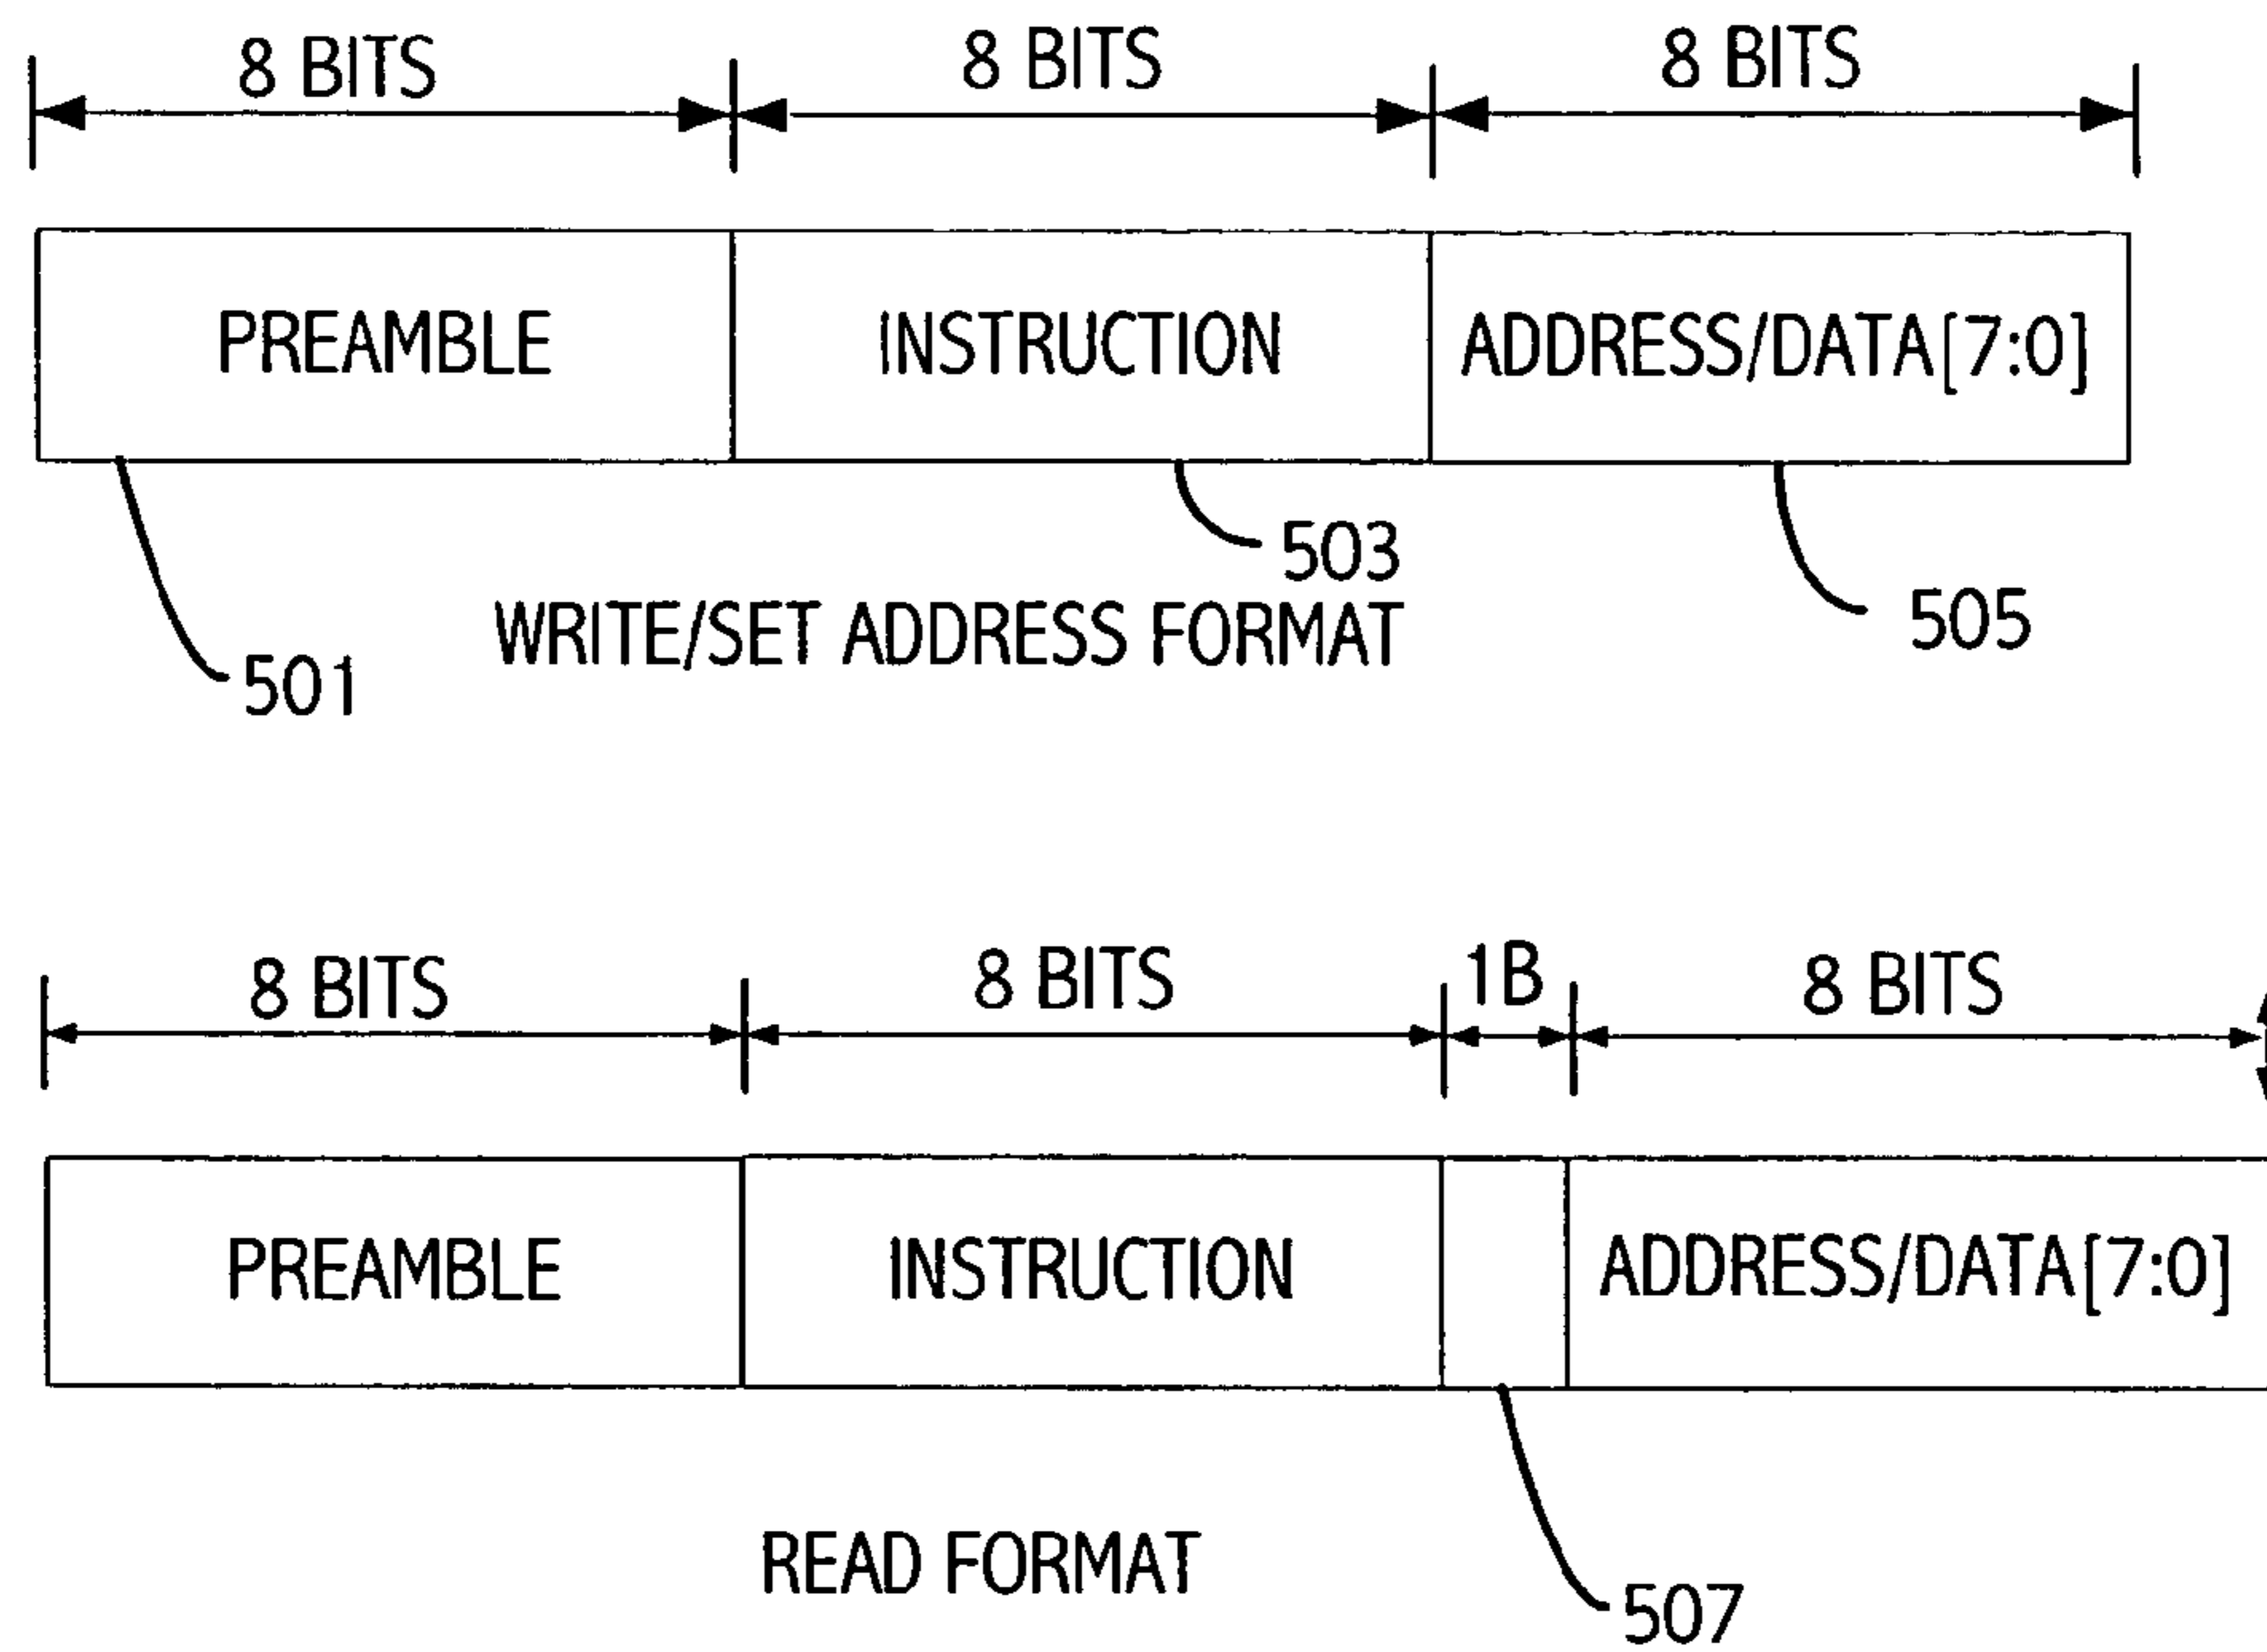 8 BITS 8 BITS 8 BITS
PREAMBLE INSTRUCTION ADDRESS/DATA[7:0]
503
WRITE/SET ADDRESS FORMAT 505
501
8 BITS 8 BITS 1B 8 BITS
PREAMBLE INSTRUCTION ADDRESS/DATA[7:0]
READ FORMAT
507